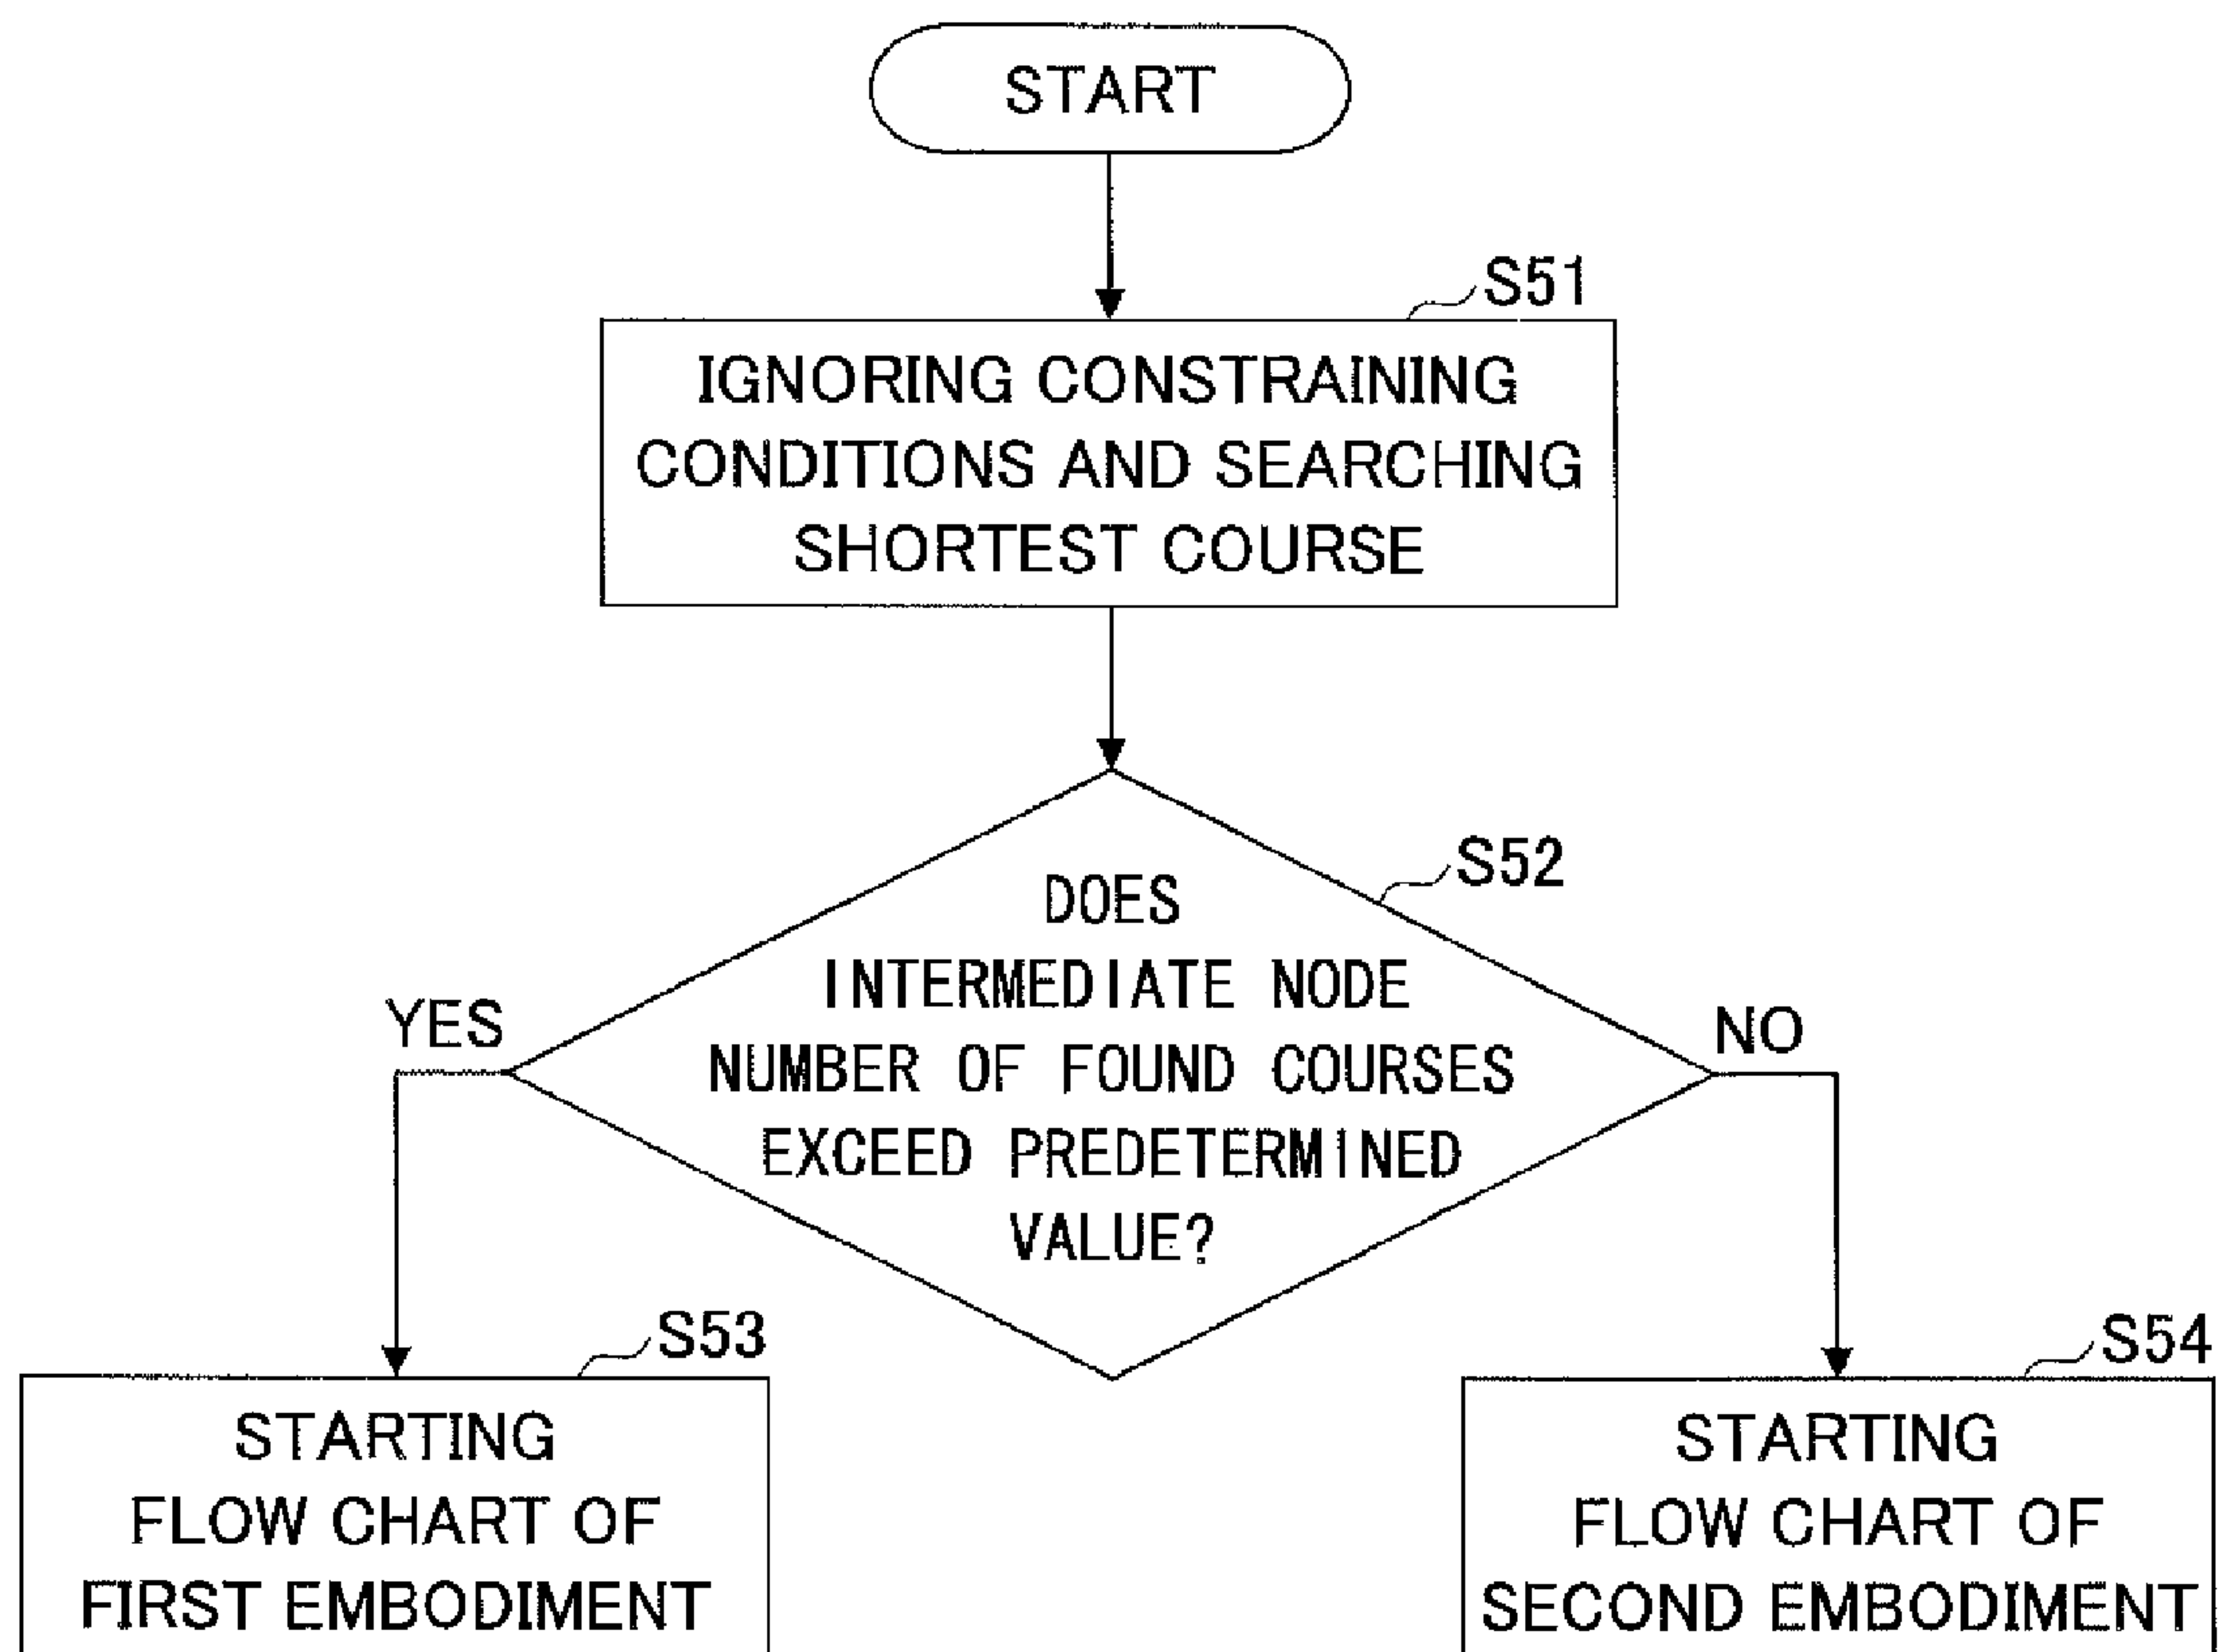 START
S51
IGNORING CONSTRAINING
CONDITIONS AND SEARCHING
SHORTEST COURSE
S52
DOES
INTERMEDIATE NODE
NUMBER OF FOUND COURSES
EXCEED PREDETERMINED
VALUE?
YES
NO
S53
STARTING
FLOW CHART OF
FIRST EMBODIMENT
S54
STARTING
FLOW CHART OF
SECOND EMBODIMENT